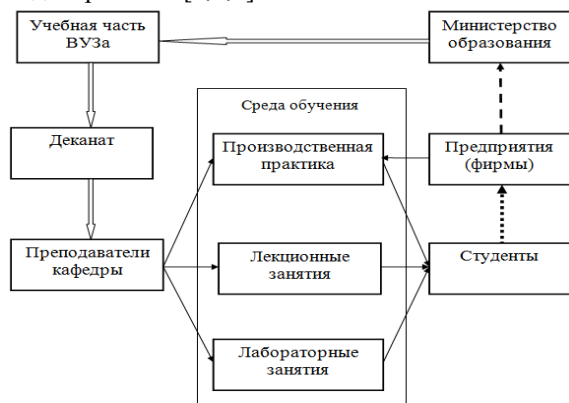 Учебная часть
ВУЗа
Министерство
образования
Среда обучения
Деканат
Производственная
практика
Предприятия
(фирмы)
Преподаватели
кафедры
Лекционные
занятия
Студенты
Лабораторные
занятия